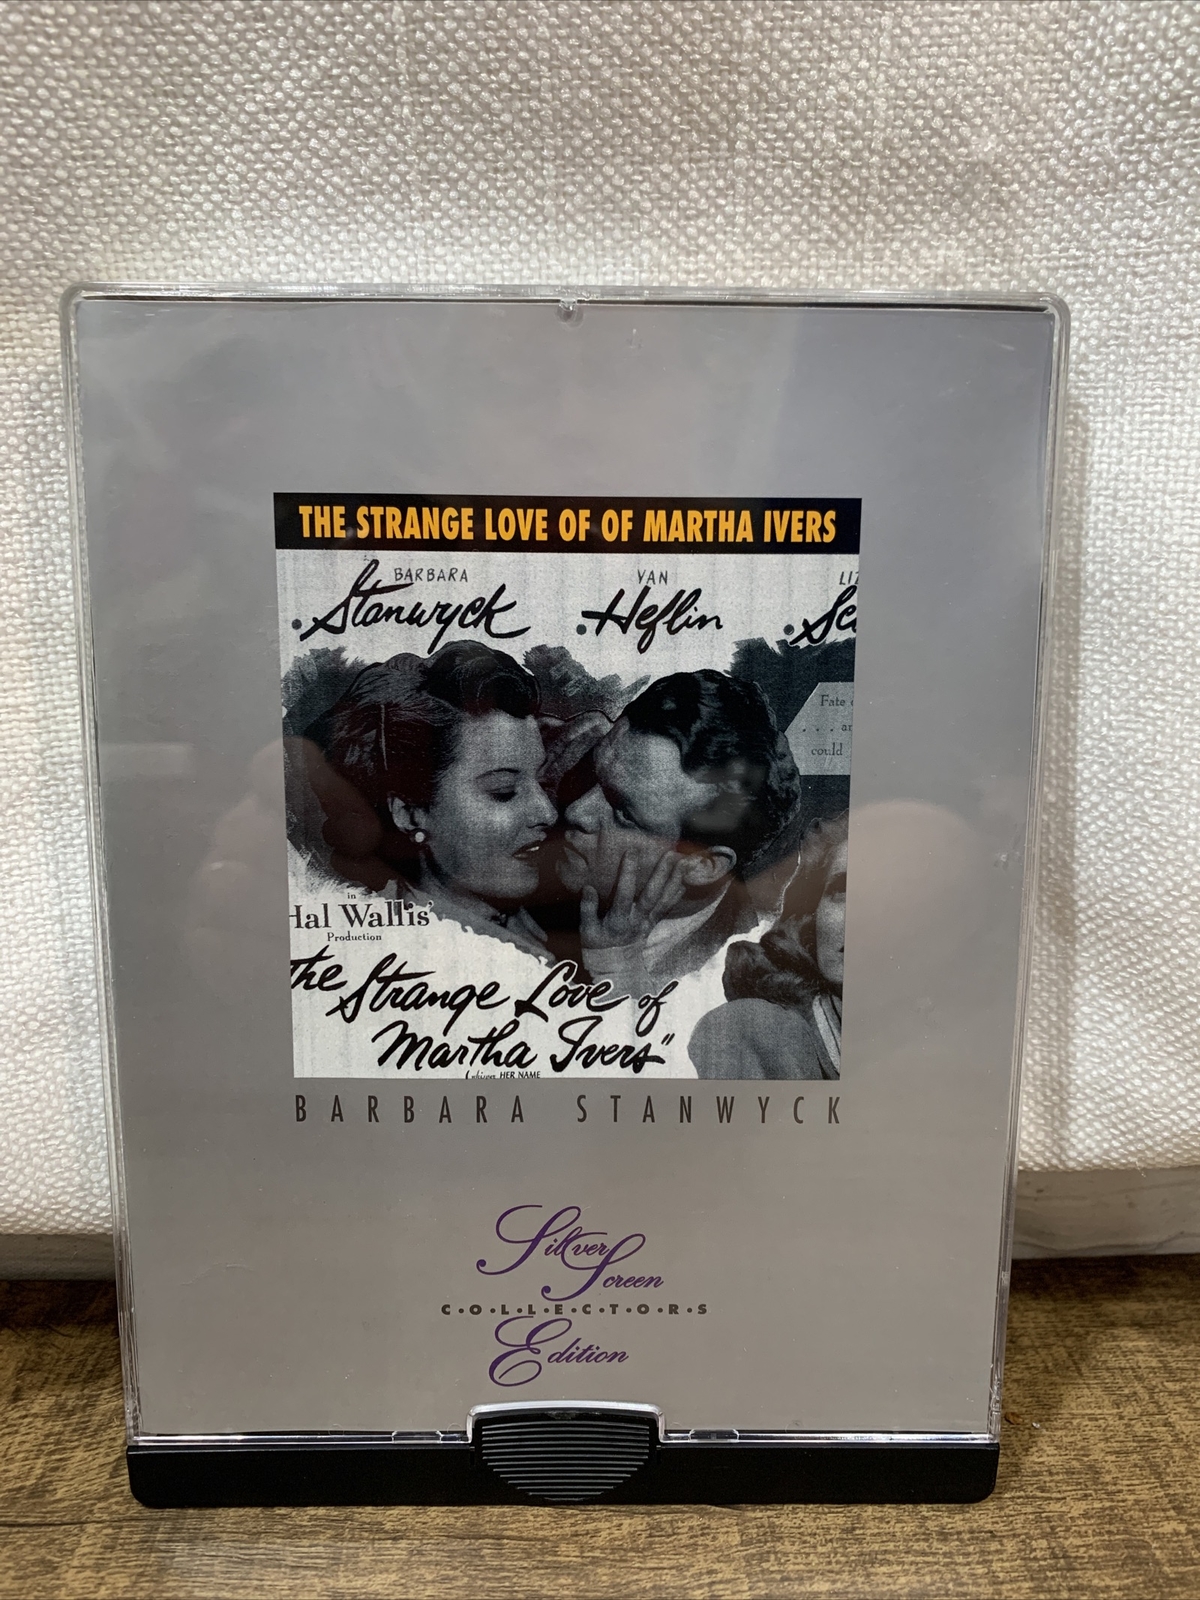 THE STRANGE LOVE OF OF MARTHA IVERS
BARBARA VAN LIZ
• Stanwyck • Heflin •
Fate
... 
could
in
Hal Wallis'
Production
The Strange Love of
Martha Ivers"
HER NAME
BARBARA STANWYCK
Silver
Screen
C•O•L•L•E•C•T•O•R•S
Edition